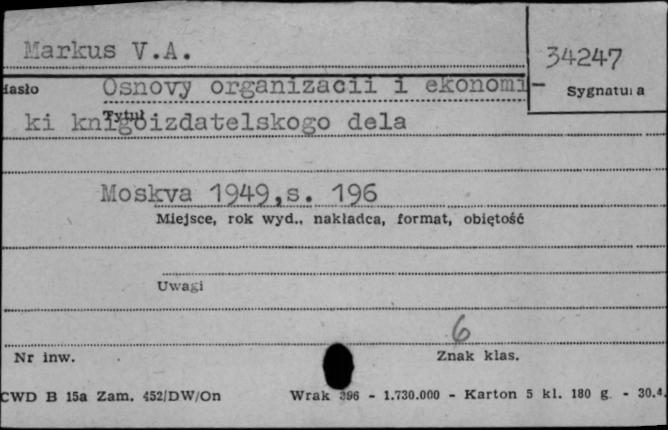 Markus V.A.
34247
Hasło
Osnovy organizacii i ekonomi-
Sygnatura
Tytuł
ki knigoizdatelskogo dela
Moskva 1949,s. 196
Miejsce, rok wyd., nakładca, format, objętość
Uwagi
6
Nr inw.
Znak klas.
CWD B 15a Zam. 452/DW/On
Wrak 396 - 1.730.000 - Karton 5 kl. 180 g. - 30.4.